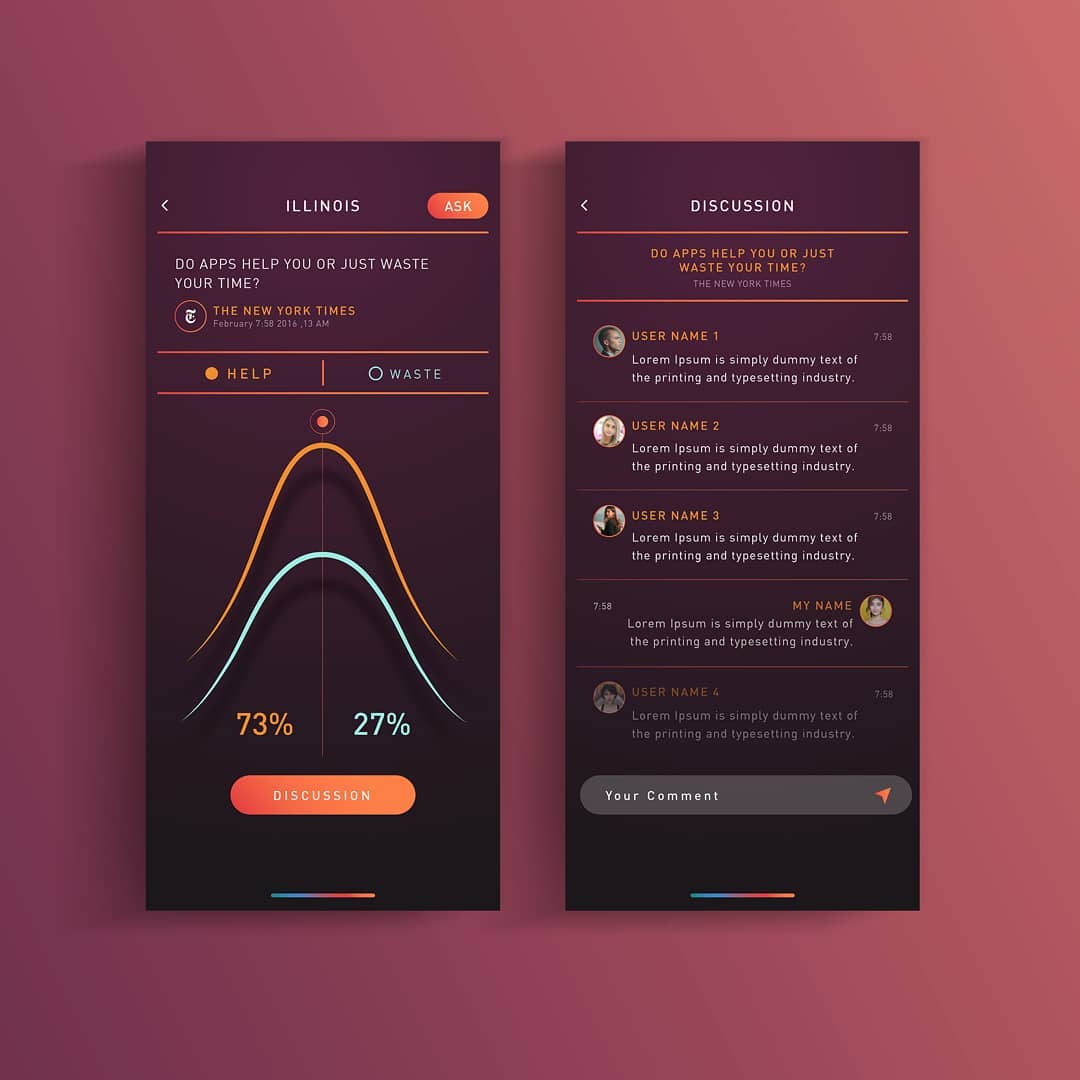 ILLINOIS
ASK
DO APPS HELP YOU OR JUST WASTE
YOUR TIME?
T
THE NEW YORK TIMES
February 7:58 2016 ,13 AM
HELP
WASTE
73%
27%
DISCUSSION
DISCUSSION
DO APPS HELP YOU OR JUST
WASTE YOUR TIME?
THE NEW YORK TIMES
USER NAME 1
7:58
Lorem Ipsum is simply dummy text of
the printing and typesetting industry.
USER NAME 2
7:58
Lorem Ipsum is simply dummy text of
the printing and typesetting industry.
USER NAME 3
7:58
Lorem Ipsum is simply dummy text of
the printing and typesetting industry.
7:58
MY NAME
Lorem Ipsum is simply dummy text of
the printing and typesetting industry.
USER NAME 4
7:58
Lorem Ipsum is simply dummy text of
the printing and typesetting industry.
Your Comment